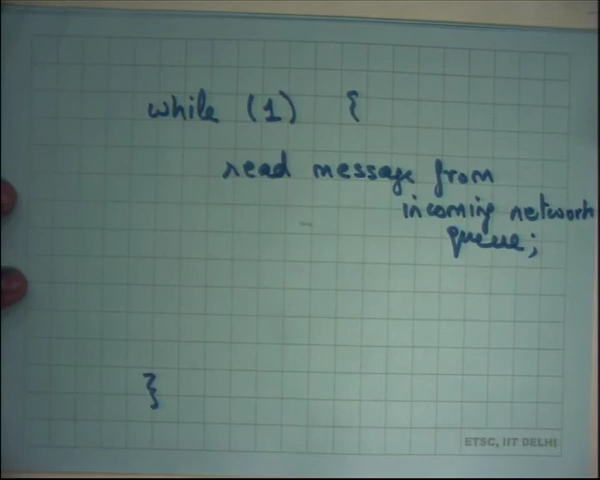 while (1) {
read message from
incoming network
queue;
}
ETSC, IIT DELHI